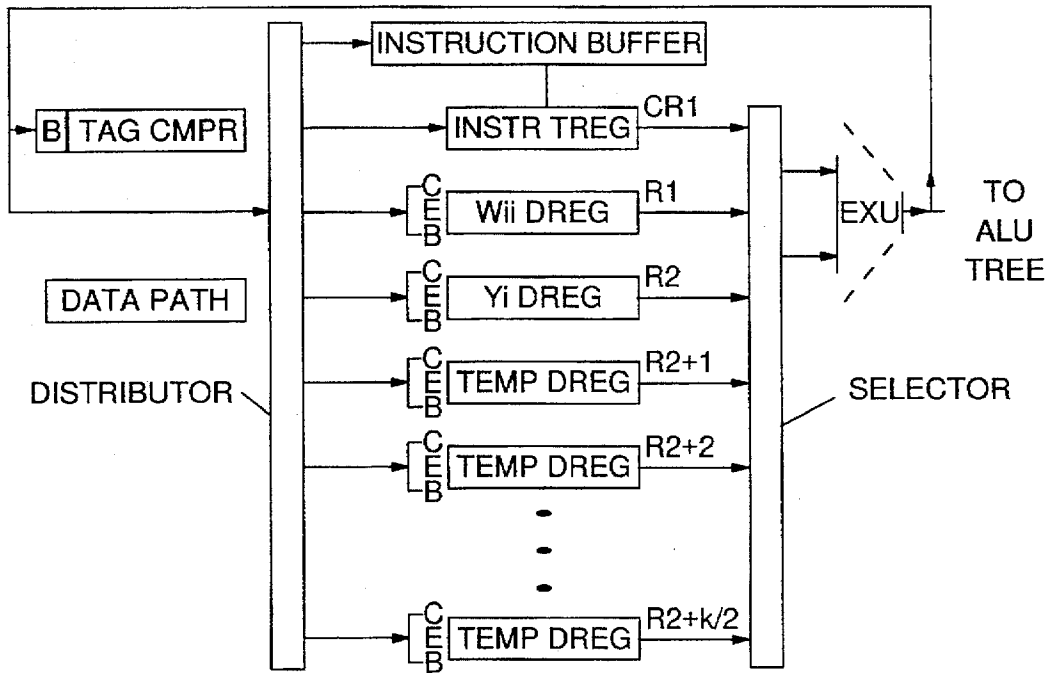 INSTRUCTION BUFFER
B TAG CMPR
INSTR TREG
CR1
C
E
B
Wii DREG
R1
EXU
TO
ALU
TREE
DATA PATH
C
E
B
Yi DREG
R2
DISTRIBUTOR
C
E
B
TEMP DREG
R2+1
SELECTOR
C
E
B
TEMP DREG
R2+2
C
E
B
TEMP DREG
R2+k/2